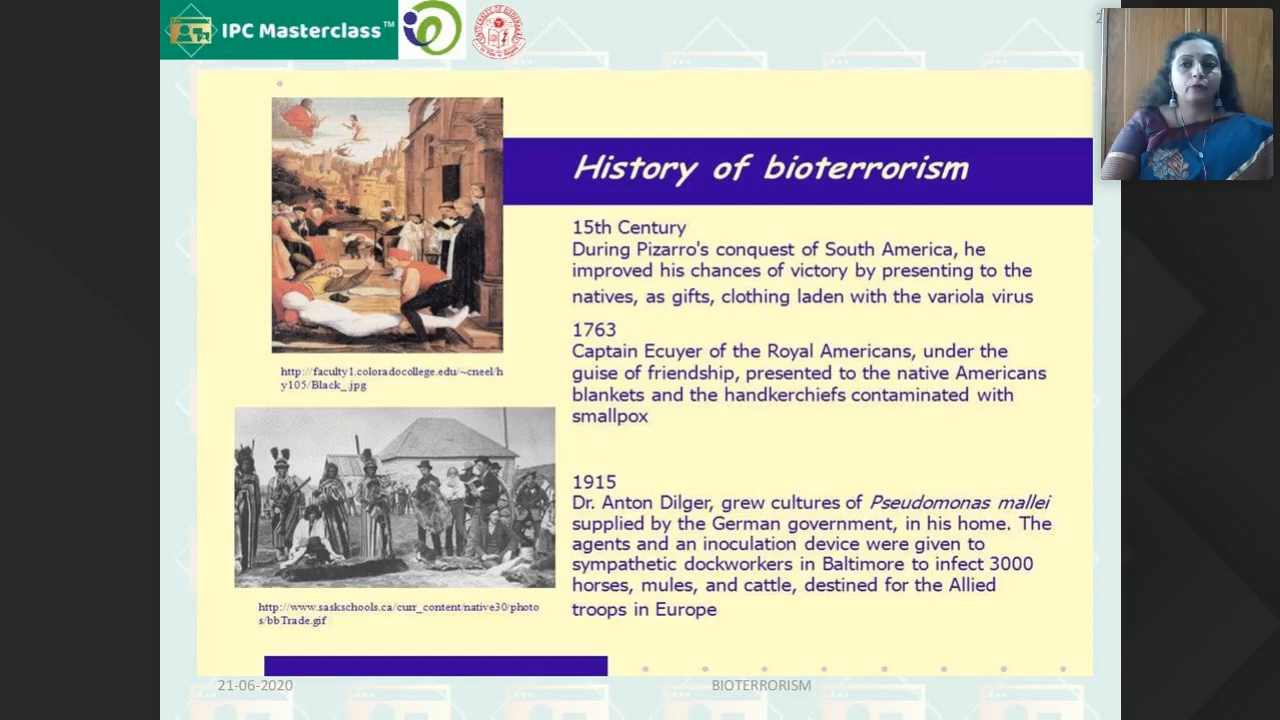 IPC Masterclass™
2
History of bioterrorism
15th Century
During Pizarro's conquest of South America, he
improved his chances of victory by presenting to the
natives, as gifts, clothing laden with the variola virus
1763
Captain Ecuyer of the Royal Americans, under the
guise of friendship, presented to the native Americans
blankets and the handkerchiefs contaminated with
smallpox
1915
Dr. Anton Dilger, grew cultures of Pseudomonas mallei
supplied by the German government, in his home. The
agents and an inoculation device were given to
sympathetic dockworkers in Baltimore to infect 3000
horses, mules, and cattle, destined for the Allied
troops in Europe
http://faculty1.coloradocollege.edu/~cneel/h
y105/Black_.jpg
http://www.saskschools.ca/curr_content/native30/photo
s/bbTrade.gif
21-06-2020
BIOTERRORISM